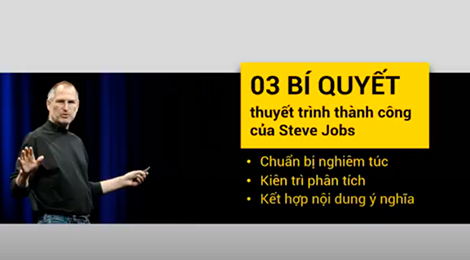 03 BÍ QUYẾT
thuyết trình thành công
của Steve Jobs
• Chuẩn bị nghiêm túc
• Kiên trì phân tích
• Kết hợp nội dung ý nghĩa